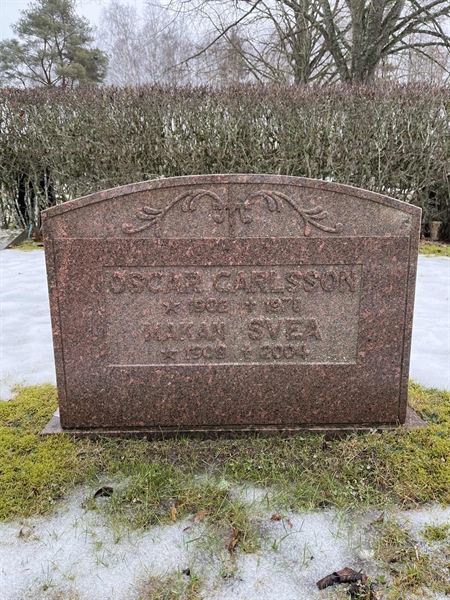 OSCAR CARLSSON
* 1902 † 1978
MAKAN SVEA
* 1909 † 2004